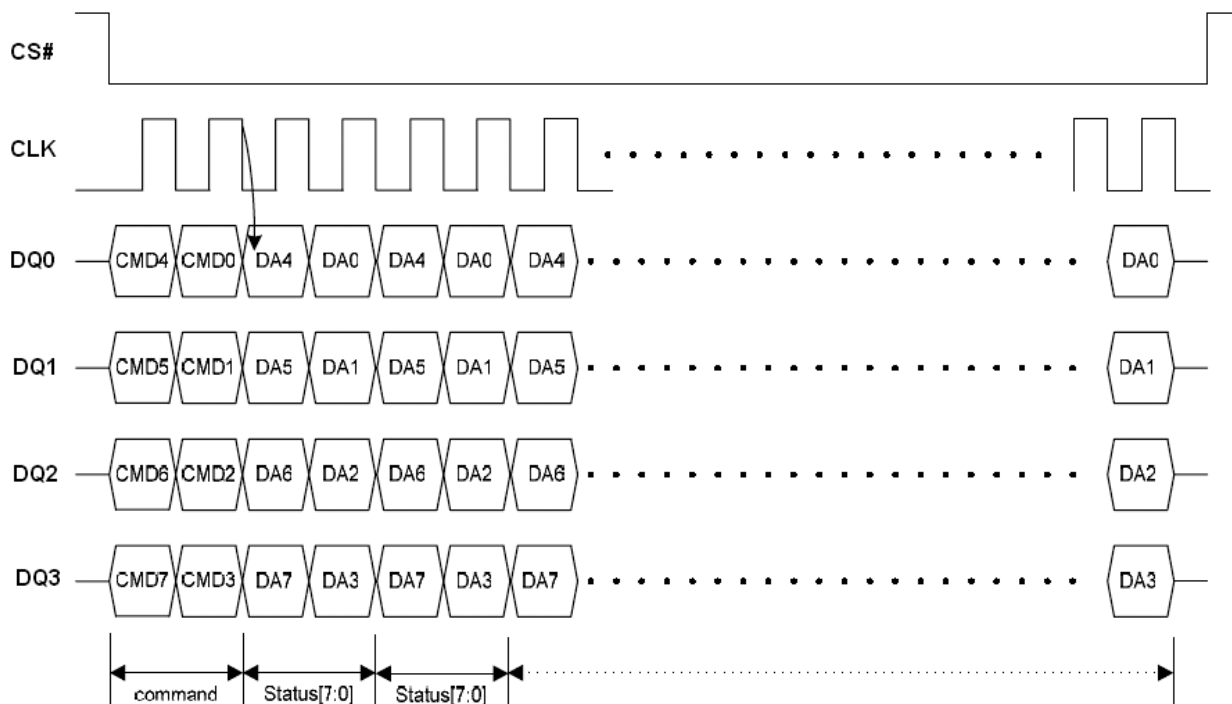 CS#
CLK
DQ0 CMD4 CMD0 DA4 DA0 DA4 DA0 DA4 DA0
DQ1 CMD5 CMD1 DA5 DA1 DA5 DA1 DA5 DA1
DQ2 CMD6 CMD2 DA6 DA2 DA6 DA2 DA6 DA2
DQ3 CMD7 CMD3 DA7 DA3 DA7 DA3 DA7 DA3
command Status[7:0] Status[7:0]